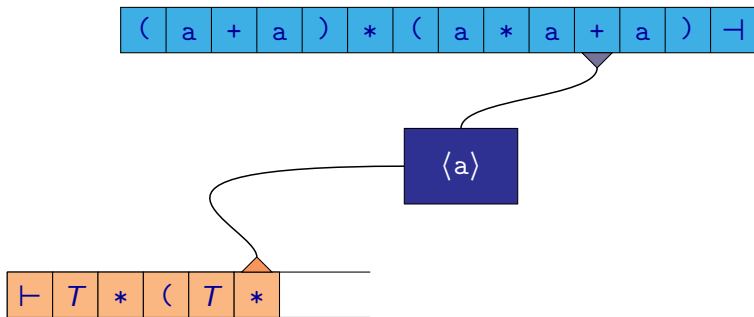 ( a + a ) * ( a * a + a ) ⊣
⟨a⟩
⊢ T * ( T *